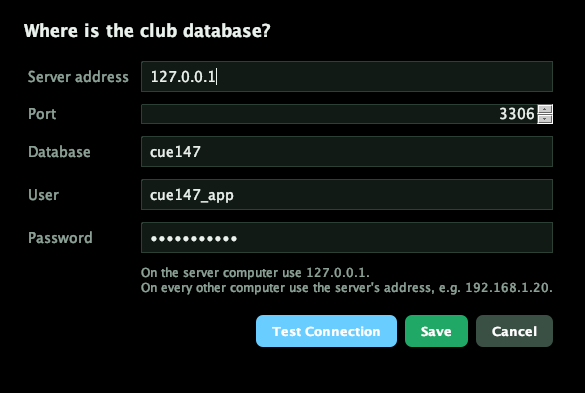 Where is the club database?
Server address 127.0.0.1
Port 3306
Database cue147
User cue147_app
Password •••••••••••
On the server computer use 127.0.0.1.
On every other computer use the server's address, e.g. 192.168.1.20.
Test Connection Save Cancel